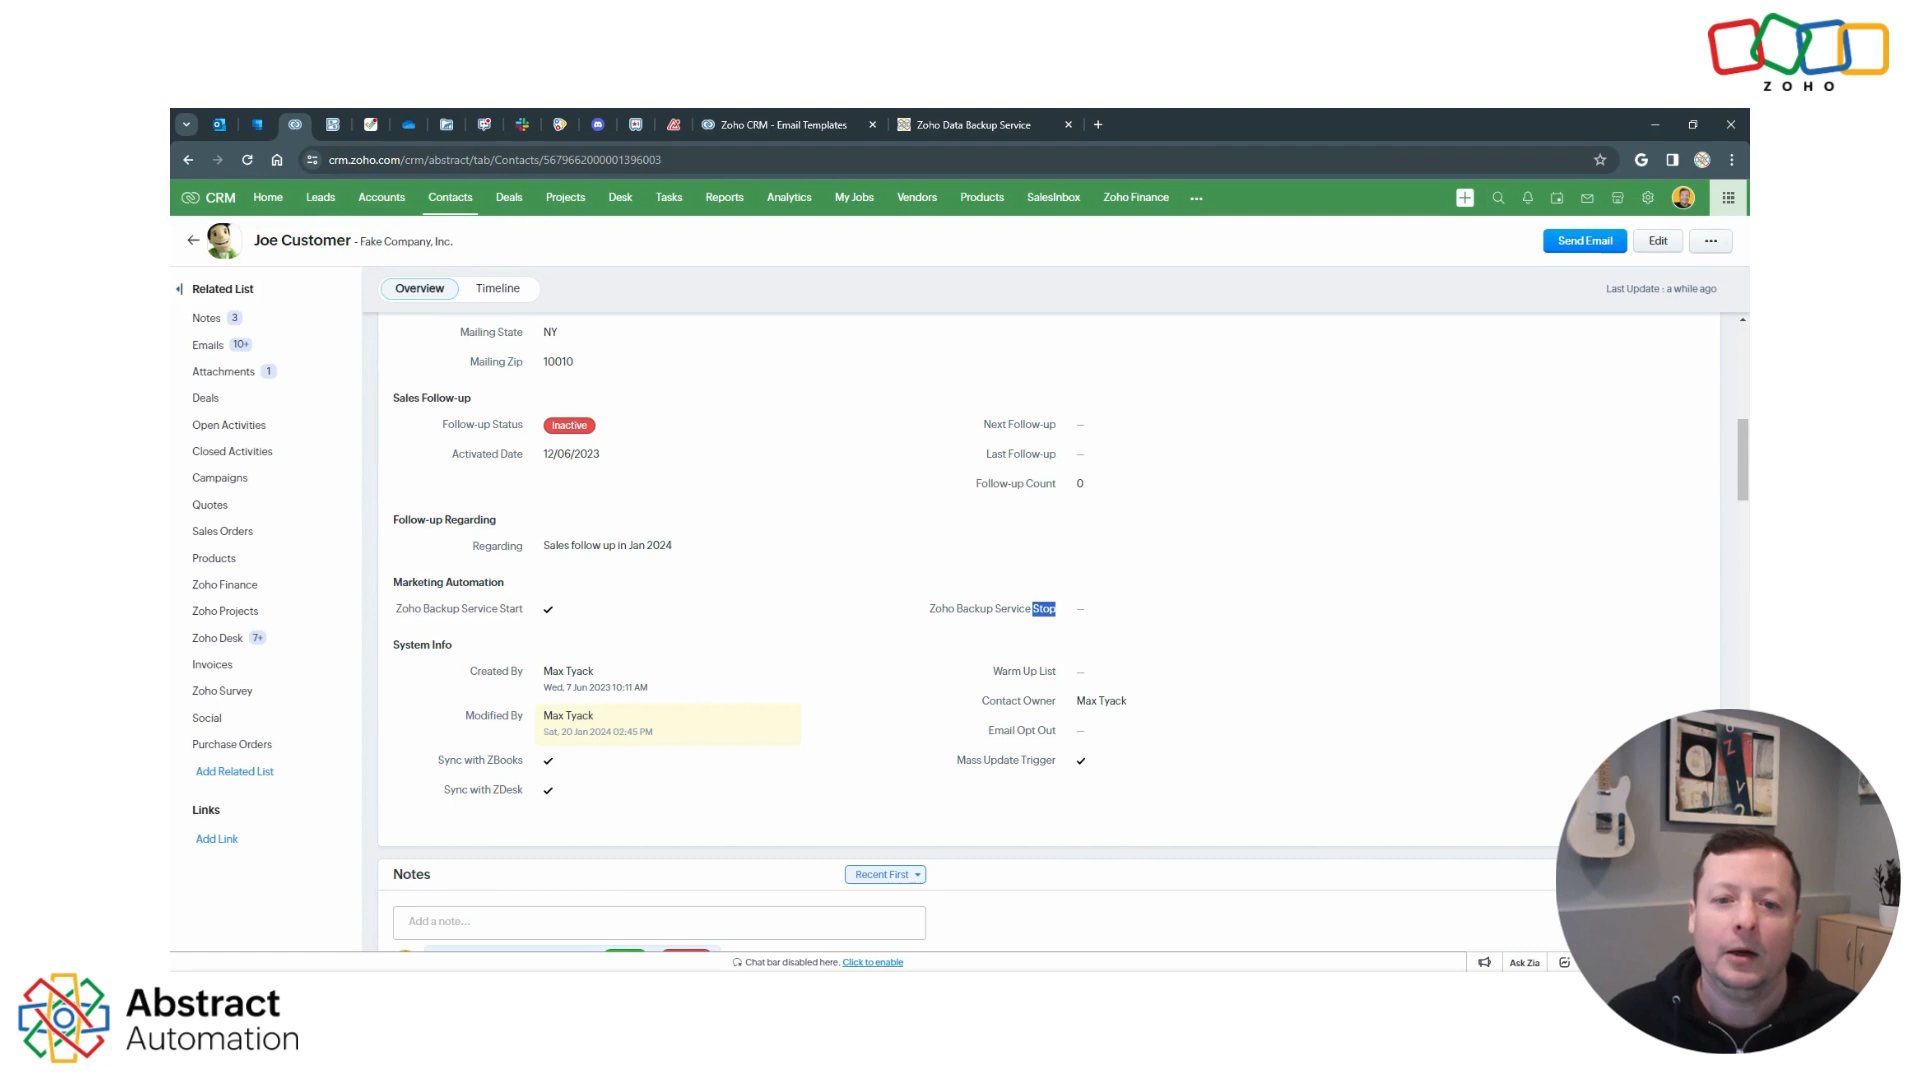 ZOHO
Zoho CRM - Email Templates
Zoho Data Backup Service
crm.zoho.com/crm/abstract/tab/Contacts/5679662000001396003
CRM Home Leads Accounts Contacts Deals Projects Desk Tasks Reports Analytics My Jobs Vendors Products SalesInbox Zoho Finance
Joe Customer - Fake Company, Inc.
Send Email Edit
Related List
Notes 3
Emails 10+
Attachments 1
Deals
Open Activities
Closed Activities
Campaigns
Quotes
Sales Orders
Products
Zoho Finance
Zoho Projects
Zoho Desk 7+
Invoices
Zoho Survey
Social
Purchase Orders
Add Related List
Links
Add Link
Overview Timeline
Last Update : a while ago
Mailing State NY
Mailing Zip 10010
Sales Follow-up
Follow-up Status Inactive
Next Follow-up —
Activated Date 12/06/2023
Last Follow-up —
Follow-up Count 0
Follow-up Regarding
Regarding Sales follow up in Jan 2024
Marketing Automation
Zoho Backup Service Start
Zoho Backup Service Stop —
System Info
Created By Max Tyack
Wed, 7 Jun 2023 10:11 AM
Warm Up List —
Contact Owner Max Tyack
Modified By Max Tyack
Sat, 20 Jan 2024 02:45 PM
Email Opt Out —
Sync with ZBooks
Mass Update Trigger
Sync with ZDesk
Notes
Recent First
Add a note...
Chat bar disabled here. Click to enable
Ask Zia
Abstract
Automation